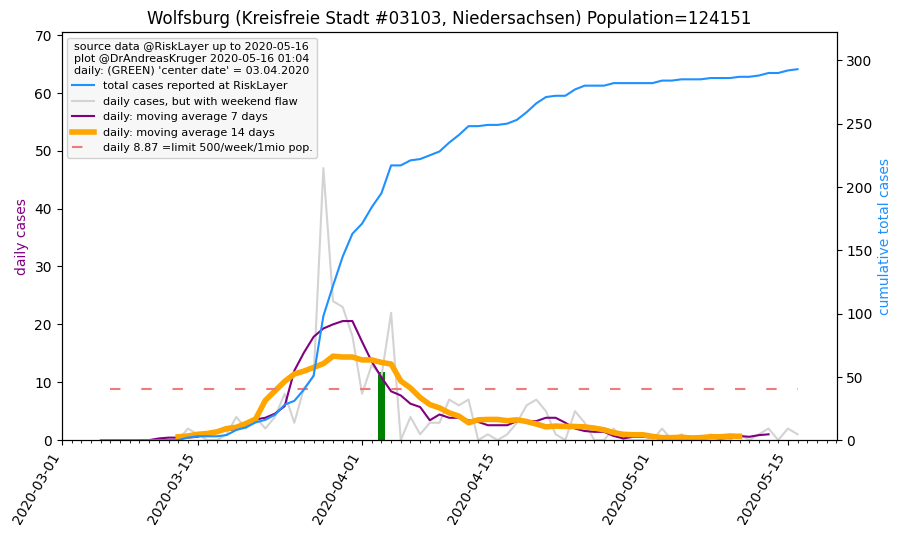 Wolfsburg (Kreisfreie Stadt #03103, Niedersachsen) Population=124151
source data @RiskLayer up to 2020-05-16
plot @DrAndreasKruger 2020-05-16 01:04
daily: (GREEN) 'center date' = 03.04.2020
total cases reported at RiskLayer
daily cases, but with weekend flaw
daily: moving average 7 days
daily: moving average 14 days
daily 8.87 =limit 500/week/1mio pop.
daily cases
70
60
50
40
30
20
10
0
cumulative total cases
300
250
200
150
100
50
0
2020-03-01
2020-03-15
2020-04-01
2020-04-15
2020-05-01
2020-05-15